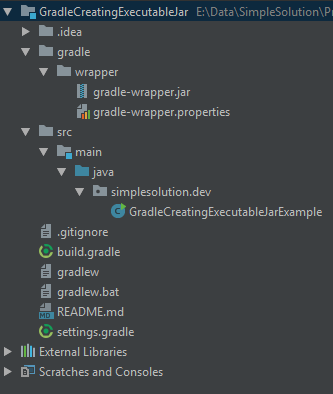 GradleCreatingExecutableJar E:\Data\SimpleSolution\Pr
.idea
gradle
wrapper
gradle-wrapper.jar
gradle-wrapper.properties
src
main
java
simplesolution.dev
GradleCreatingExecutableJarExample
.gitignore
build.gradle
gradlew
gradlew.bat
README.md
settings.gradle
External Libraries
Scratches and Consoles